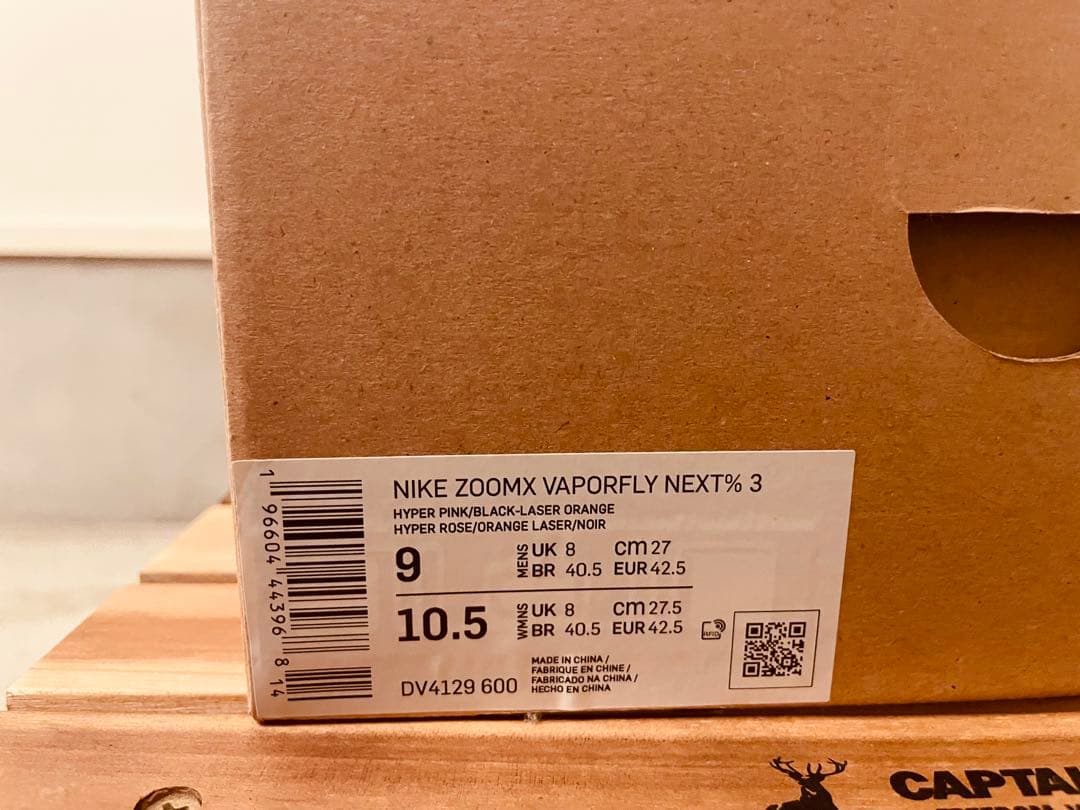 NIKE ZOOMX VAPORFLY NEXT% 3
HYPER PINK/BLACK-LASER ORANGE
HYPER ROSE/ORANGE LASER/NOIR
9 MENS UK 8 CM 27
BR 40.5 EUR 42.5
10.5 WMNS UK 8 CM 27.5
BR 40.5 EUR 42.5
RFID
DV4129 600
MADE IN CHINA /
FABRIQUE EN CHINE /
FABRICADO NA CHINA /
HECHO EN CHINA
1 96604 44396 8 14